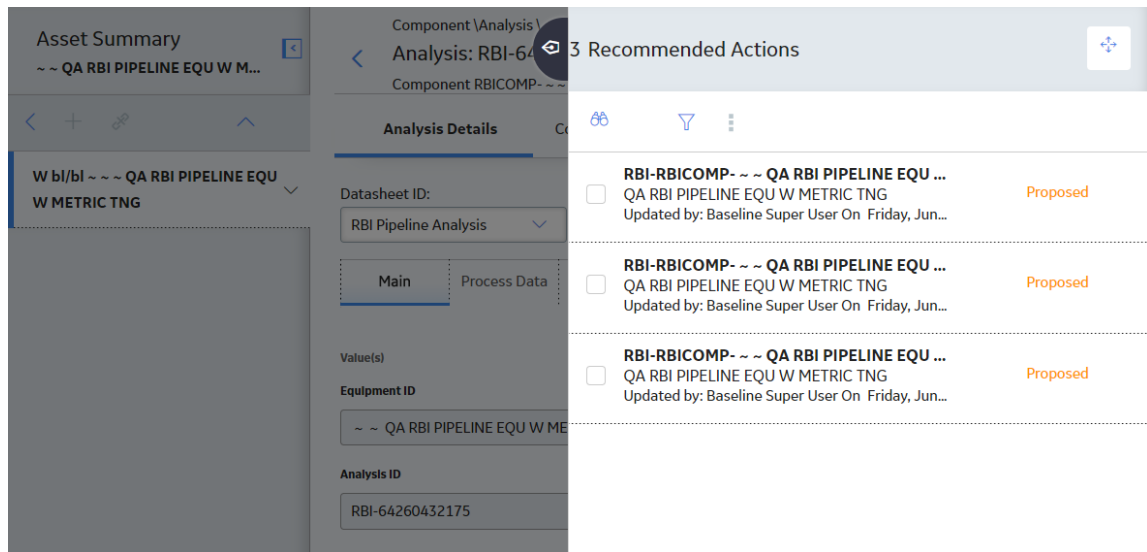 Asset Summary
~ ~ QA RBI PIPELINE EQU W M...
W bl/bl ~ ~ ~ QA RBI PIPELINE EQU
W METRIC TNG
Component \Analysis \
Analysis: RBI-64
Component RBICOMP- ~ ~
Analysis Details
Datasheet ID:
RBI Pipeline Analysis
Main
Process Data
Value(s)
Equipment ID
~ ~ QA RBI PIPELINE EQU W ME
Analysis ID
RBI-64260432175
3 Recommended Actions
RBI-RBICOMP- ~ ~ QA RBI PIPELINE EQU ...
QA RBI PIPELINE EQU W METRIC TNG
Updated by: Baseline Super User On Friday, Jun...
Proposed
RBI-RBICOMP- ~ ~ QA RBI PIPELINE EQU ...
QA RBI PIPELINE EQU W METRIC TNG
Updated by: Baseline Super User On Friday, Jun...
Proposed
RBI-RBICOMP- ~ ~ QA RBI PIPELINE EQU ...
QA RBI PIPELINE EQU W METRIC TNG
Updated by: Baseline Super User On Friday, Jun...
Proposed